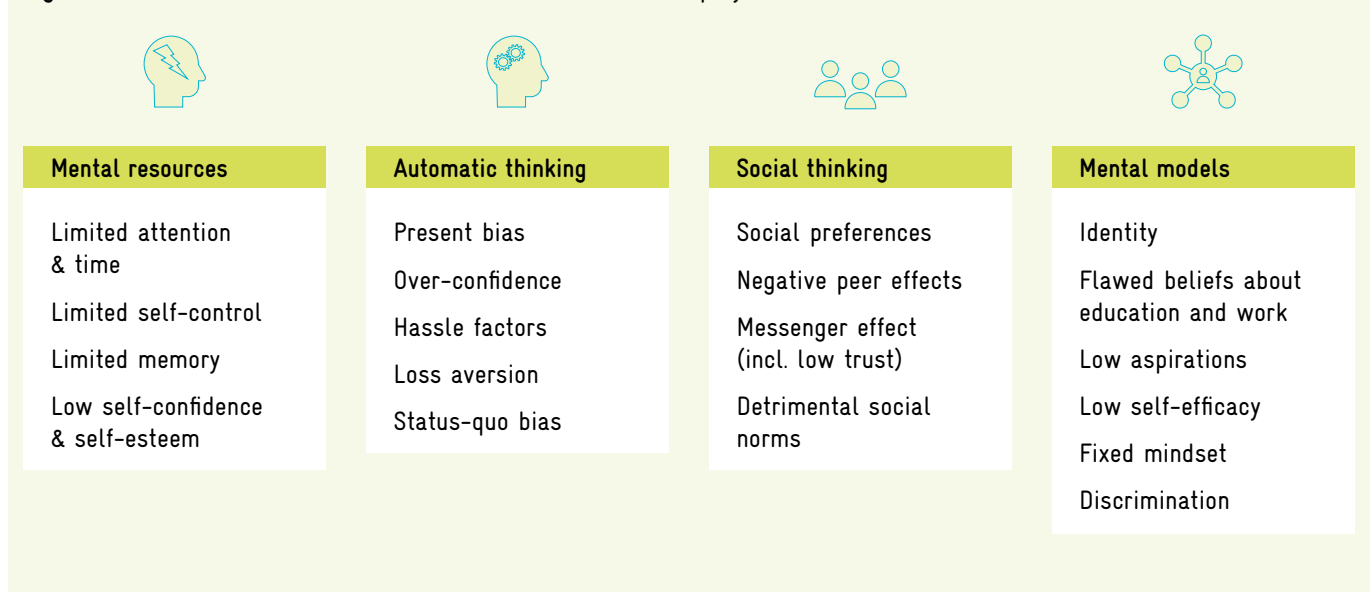 Mental resources
Limited attention
& time
Limited self-control
Limited memory
Low self-confidence
& self-esteem
Automatic thinking
Present bias
Over-confidence
Hassle factors
Loss aversion
Status-quo bias
Social thinking
Social preferences
Negative peer effects
Messenger effect
(incl. low trust)
Detrimental social
norms
Mental models
Identity
Flawed beliefs about
education and work
Low aspirations
Low self-efficacy
Fixed mindset
Discrimination